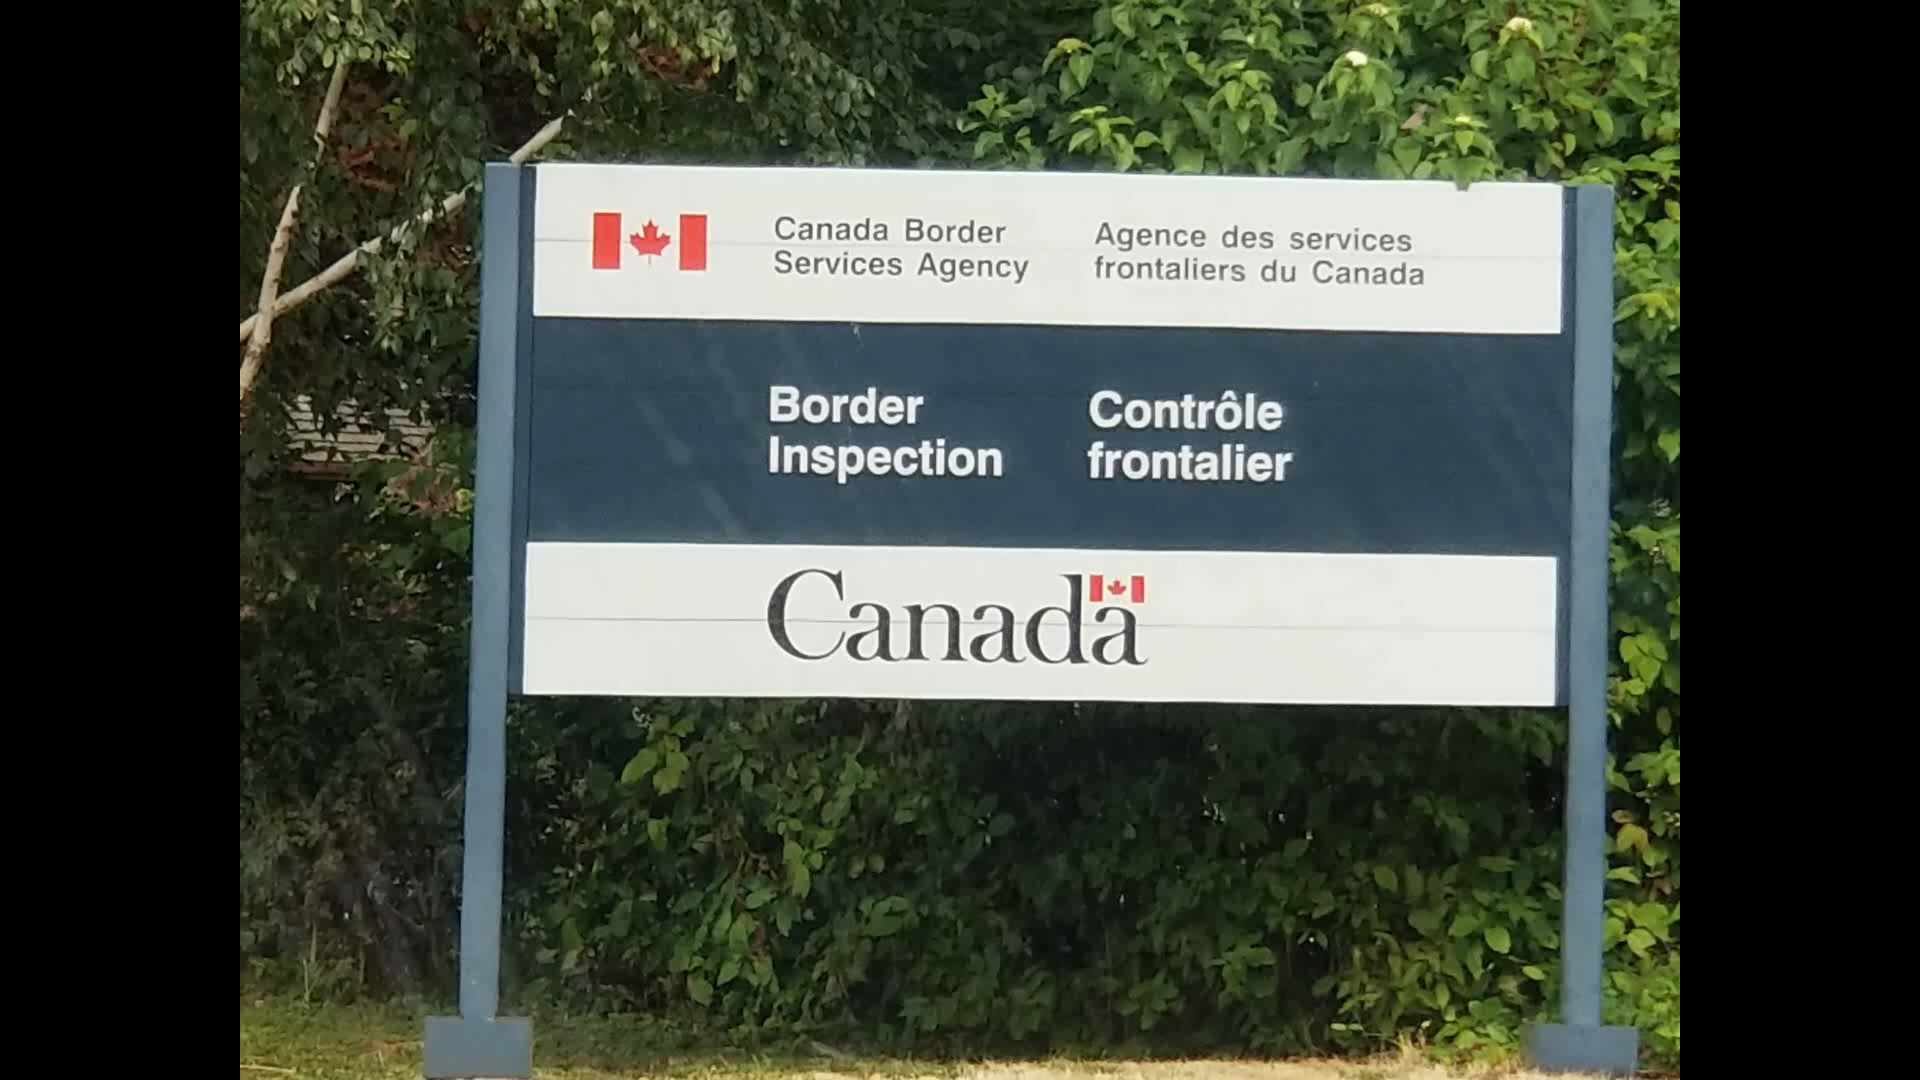 Canada Border
Services Agency
Agence des services
frontaliers du Canada
Border
Inspection
Contrôle
frontalier
Canada